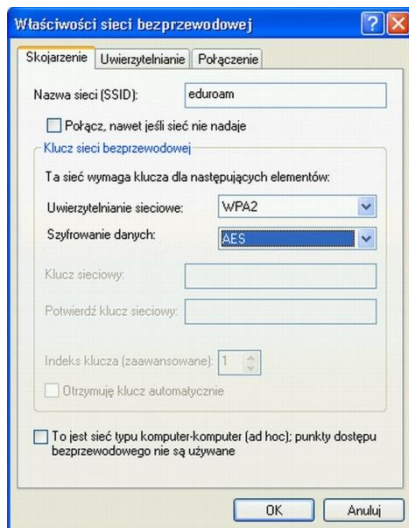 Właściwości sieci bezprzewodowej
Skojarzenie Uwierzytelnianie Połączenie
Nazwa sieci (SSID): eduroam
Połącz, nawet jeśli sieć nie nadaje
Klucz sieci bezprzewodowej
Ta sieć wymaga klucza dla następujących elementów:
Uwierzytelnianie sieciowe: WPA2
Szyfrowanie danych: AES
Klucz sieciowy:
Potwierdź klucz sieciowy:
Indeks klucza (zaawansowane): 1
Otrzymuję klucz automatycznie
To jest sieć typu komputer-komputer (ad hoc); punkty dostępu
bezprzewodowego nie są używane
OK Anuluj